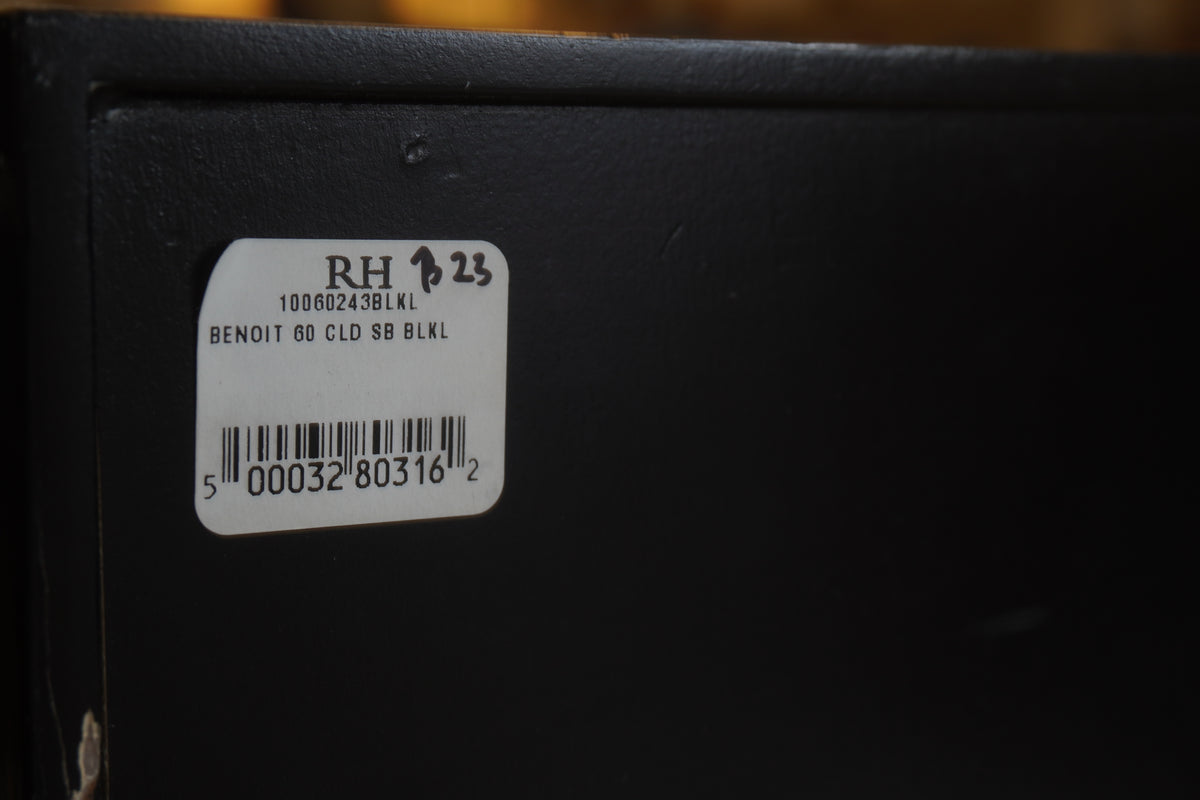 RH B 23
10060243BLKL
BENOIT 60 CLD SB BLKL
5 00032 80316 2